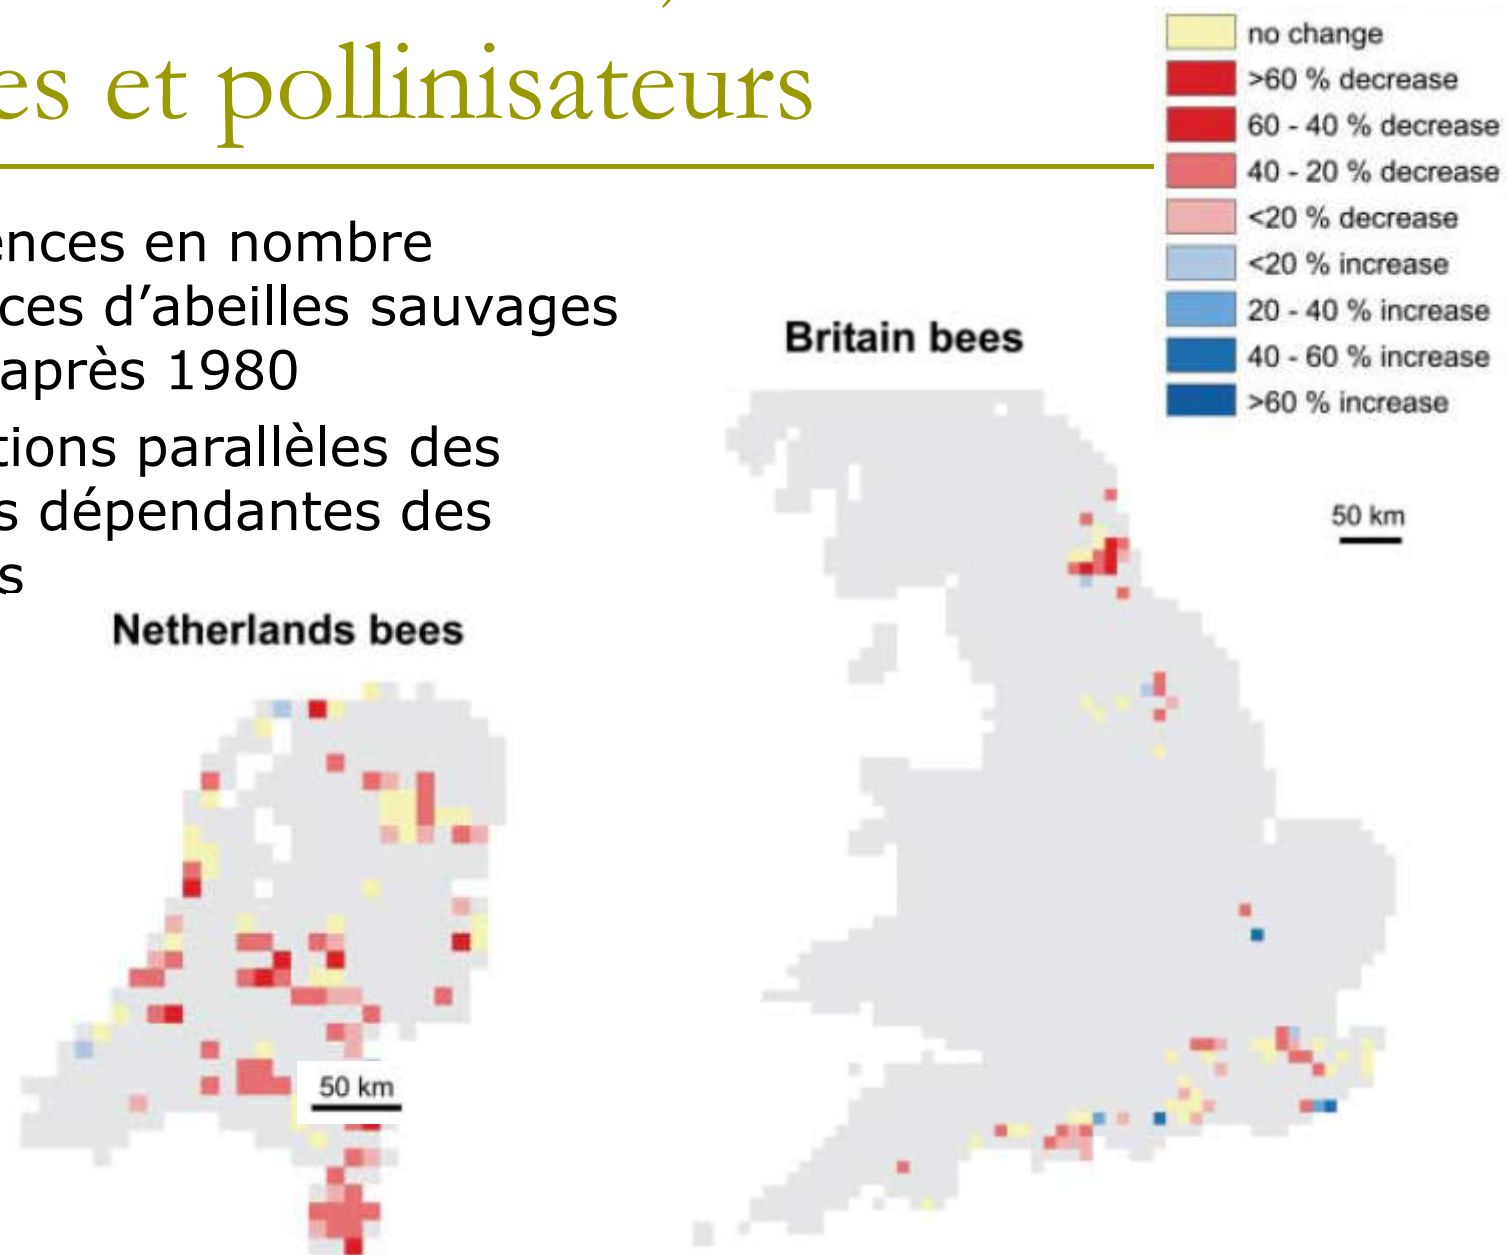 es et pollinisateurs
ences en nombre
ces d’abeilles sauvages
après 1980
tions parallèles des
s dépendantes des
s
no change
>60 % decrease
60 - 40 % decrease
40 - 20 % decrease
<20 % decrease
<20 % increase
20 - 40 % increase
40 - 60 % increase
>60 % increase
Britain bees
50 km
Netherlands bees
50 km